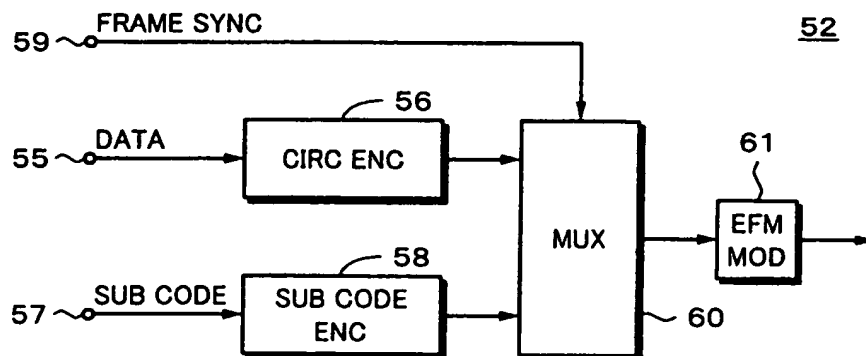 FRAME SYNC
59
52
56
DATA
55
CIRC ENC
61
MUX
EFM
MOD
58
SUB CODE
57
SUB CODE
ENC
60